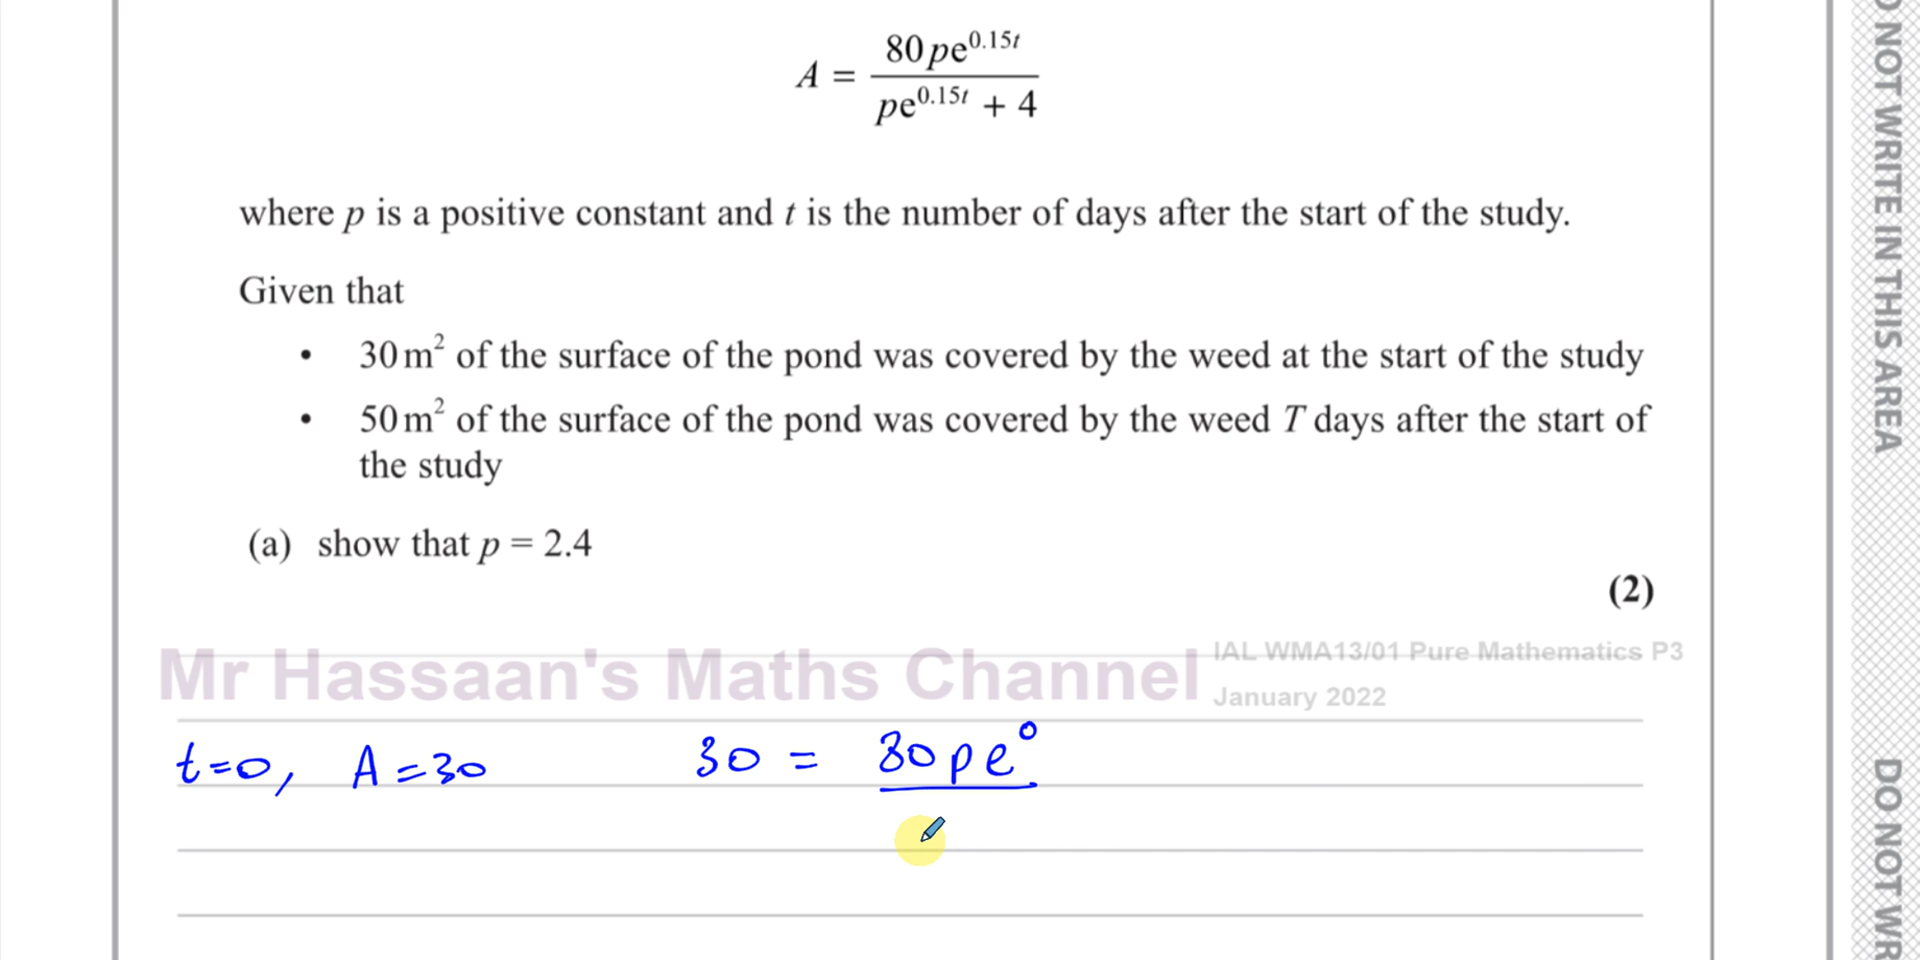 A = 80pe^0.15t / pe^0.15t + 4
where p is a positive constant and t is the number of days after the start of the study.
Given that
• 30 m² of the surface of the pond was covered by the weed at the start of the study
• 50 m² of the surface of the pond was covered by the weed T days after the start of
the study
(a) show that p = 2.4
(2)
Mr Hassaan's Maths Channel
IAL WMA13/01 Pure Mathematics P3
January 2022
t=0, A=30 30 = 80pe^0
NOT WRITE IN THIS AREA
DO NOT WR